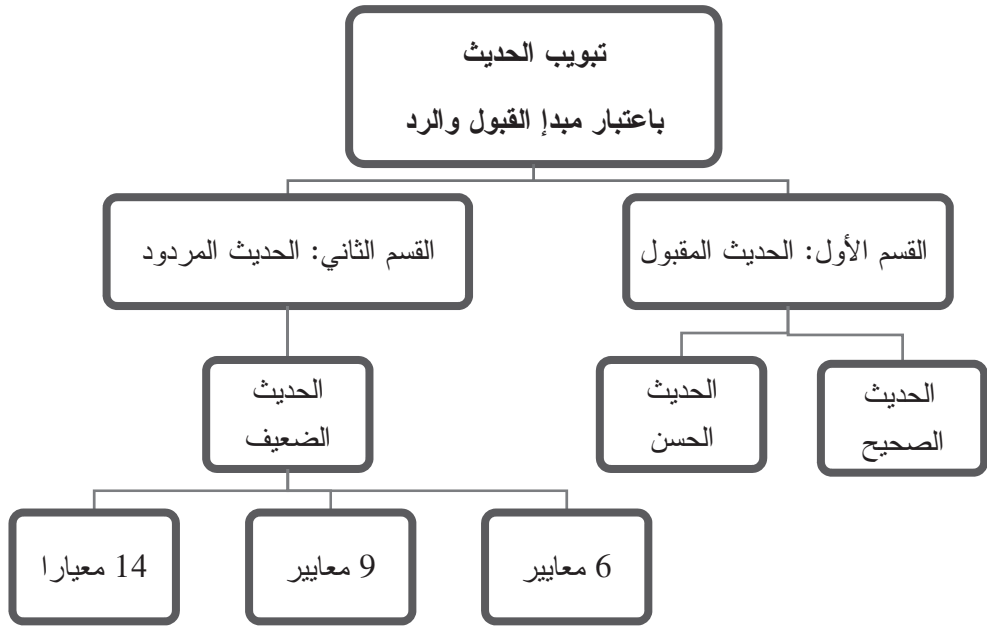 تبويب الحديث
باعتبار مبدإ القبول والرد
القسم الأول: الحديث المقبول
القسم الثاني: الحديث المردود
الحديث
الصحيح
الحديث
الحسن
الحديث
الضعيف
6 معايير
9 معايير
14 معيارا